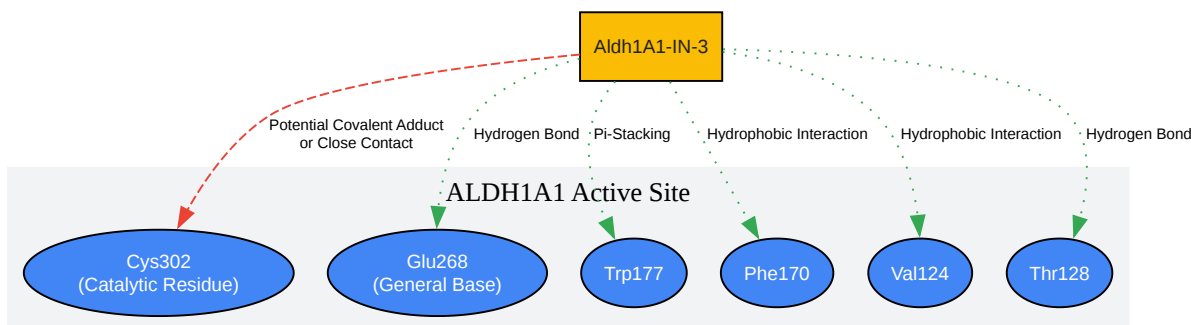 Aldh1A1-IN-3
Potential Covalent Adduct
or Close Contact
Hydrogen Bond
Pi-Stacking
Hydrophobic Interaction
Hydrophobic Interaction
Hydrogen Bond
ALDH1A1 Active Site
Cys302
(Catalytic Residue)
Glu268
(General Base)
Trp177
Phe170
Val124
Thr128